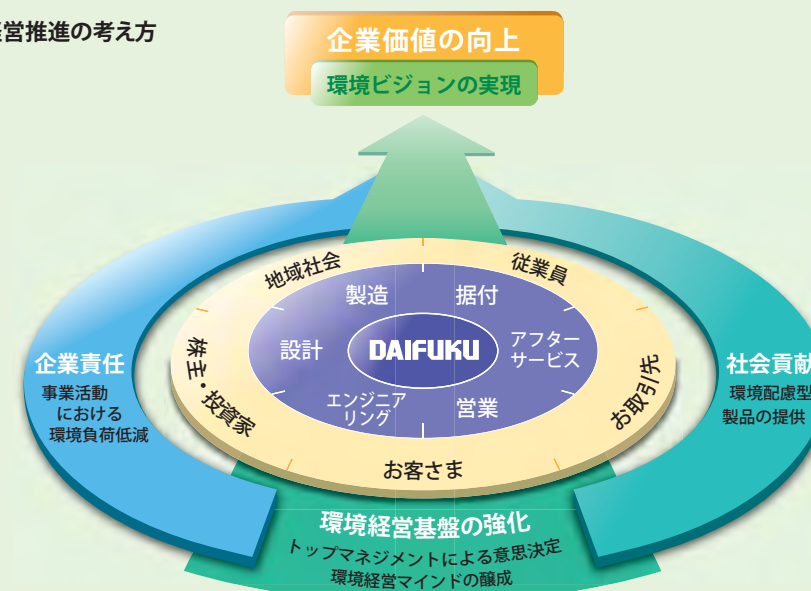 営推進の考え方
企業価値の向上
環境ビジョンの実現
地域社会
従業員
製造
据付
株主・投資家
設計
DAIFUKU
アフター
サービス
お取引先
エンジニア
リング
営業
お客さま
企業責任
事業活動
における
環境負荷低減
社会貢献
環境配慮型
製品の提供
環境経営基盤の強化
トップマネジメントによる意思決定
環境経営マインドの醸成